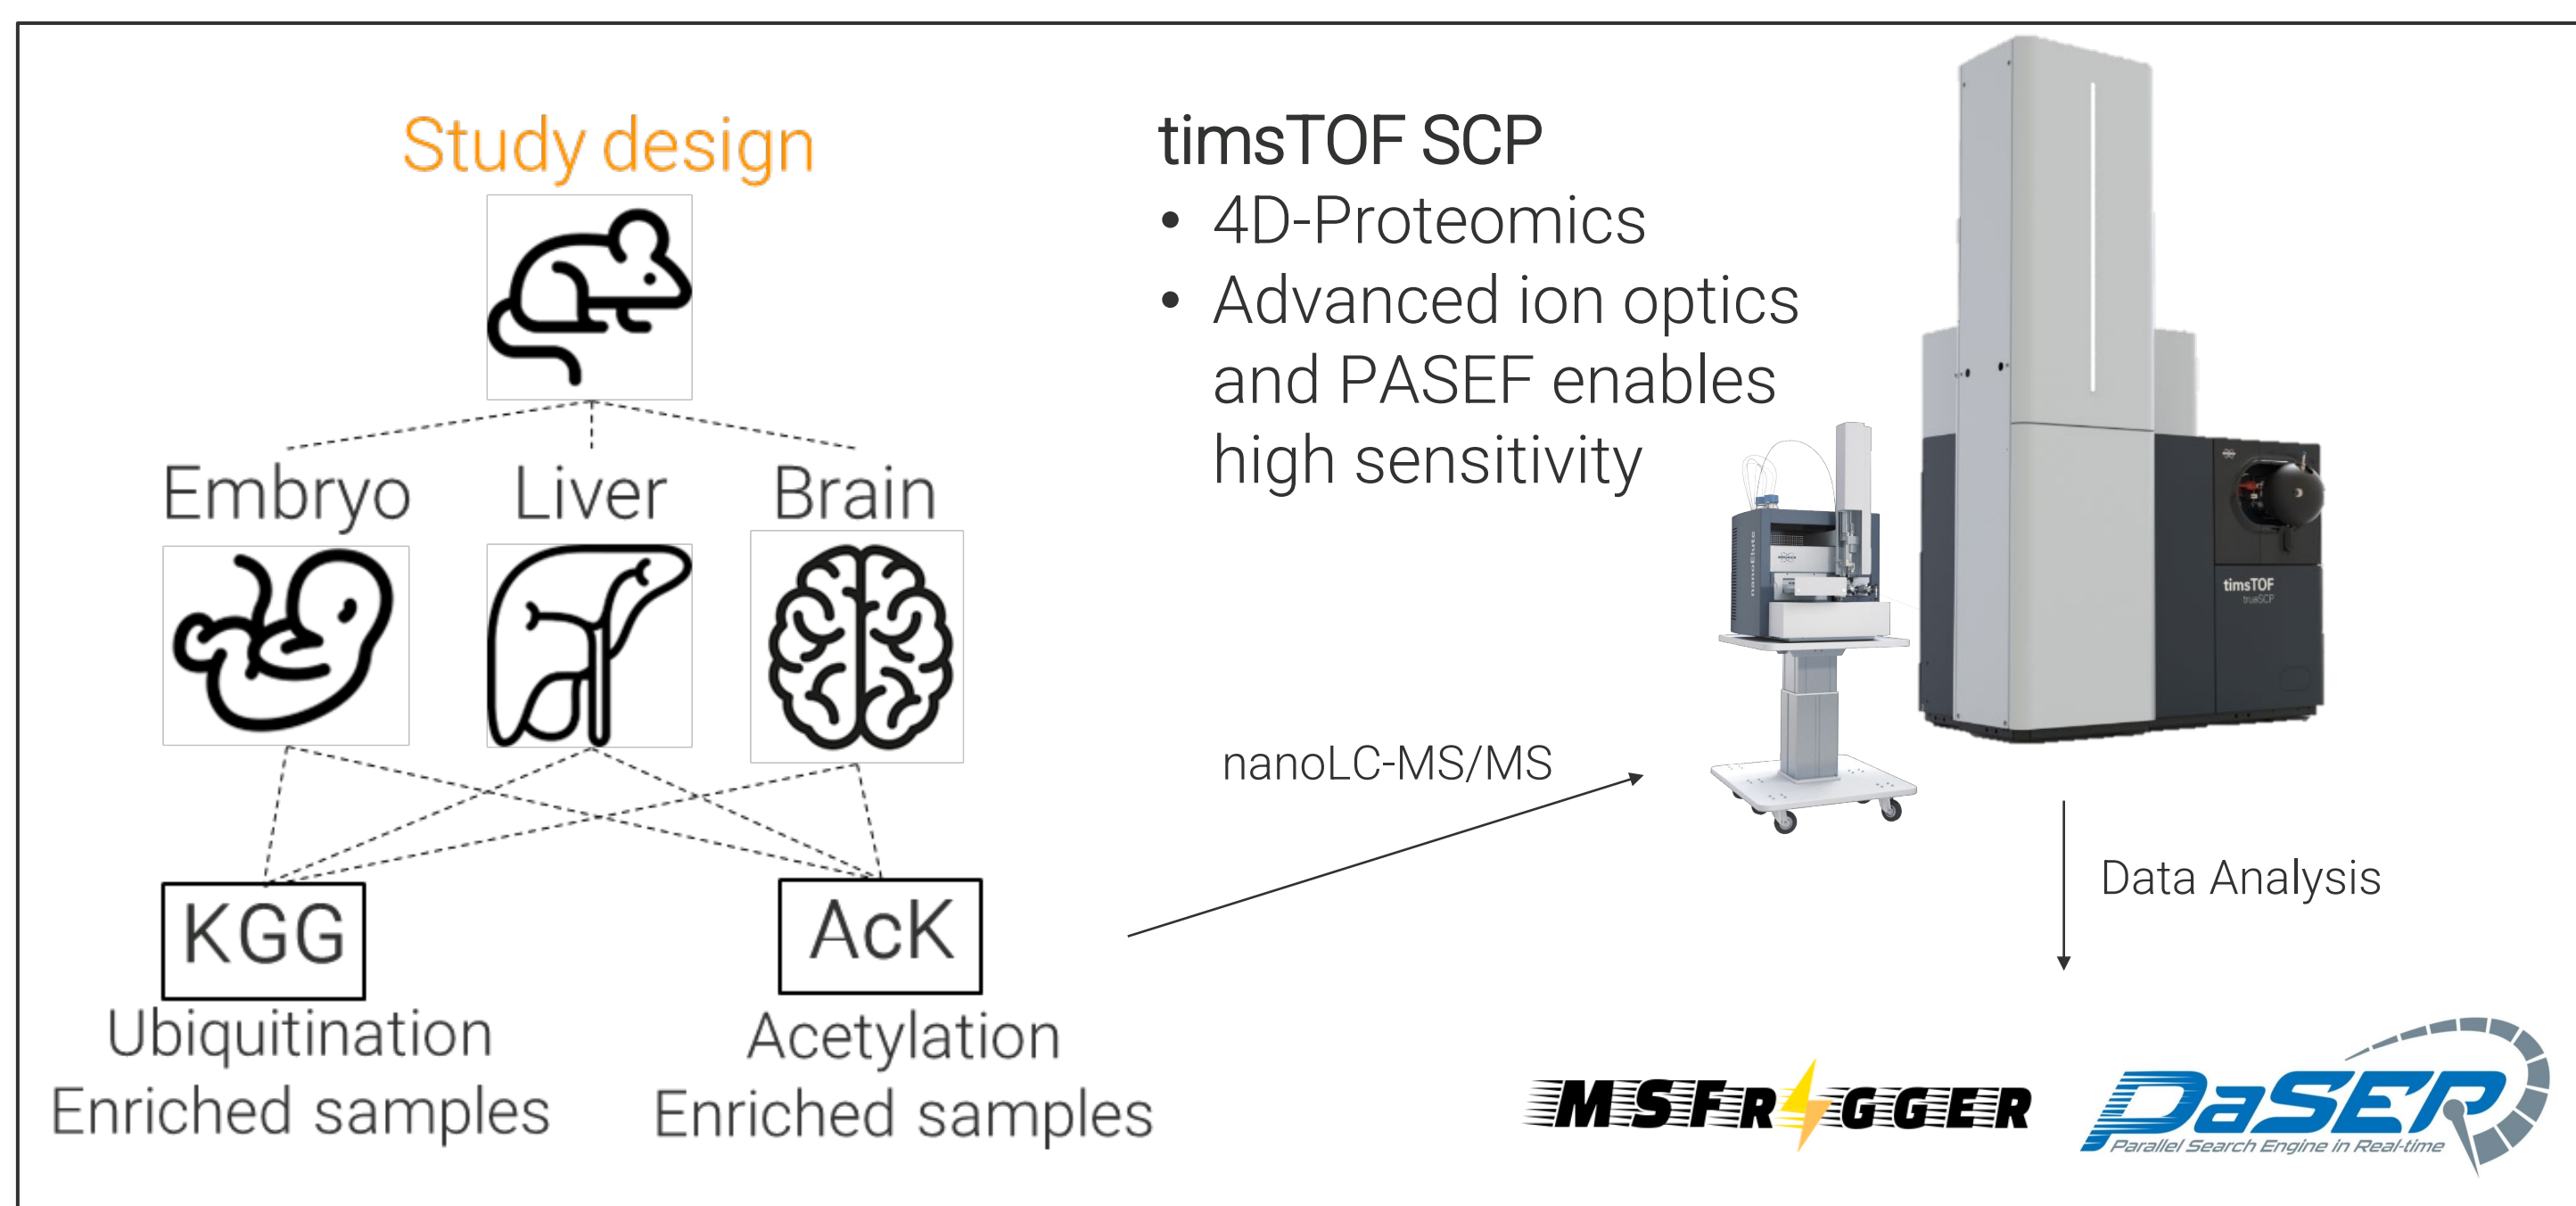 Study design
Embryo
Liver
Brain
KGG
AcK
Ubiquitination
Enriched samples
Acetylation
Enriched samples
timsTOF SCP
• 4D-Proteomics
• Advanced ion optics
and PASEF enables
high sensitivity
nanoLC-MS/MS
nanoElute
timsTOF
trueSCP
Data Analysis
MSFRAGGER
PaSER
Parallel Search Engine in Real-time